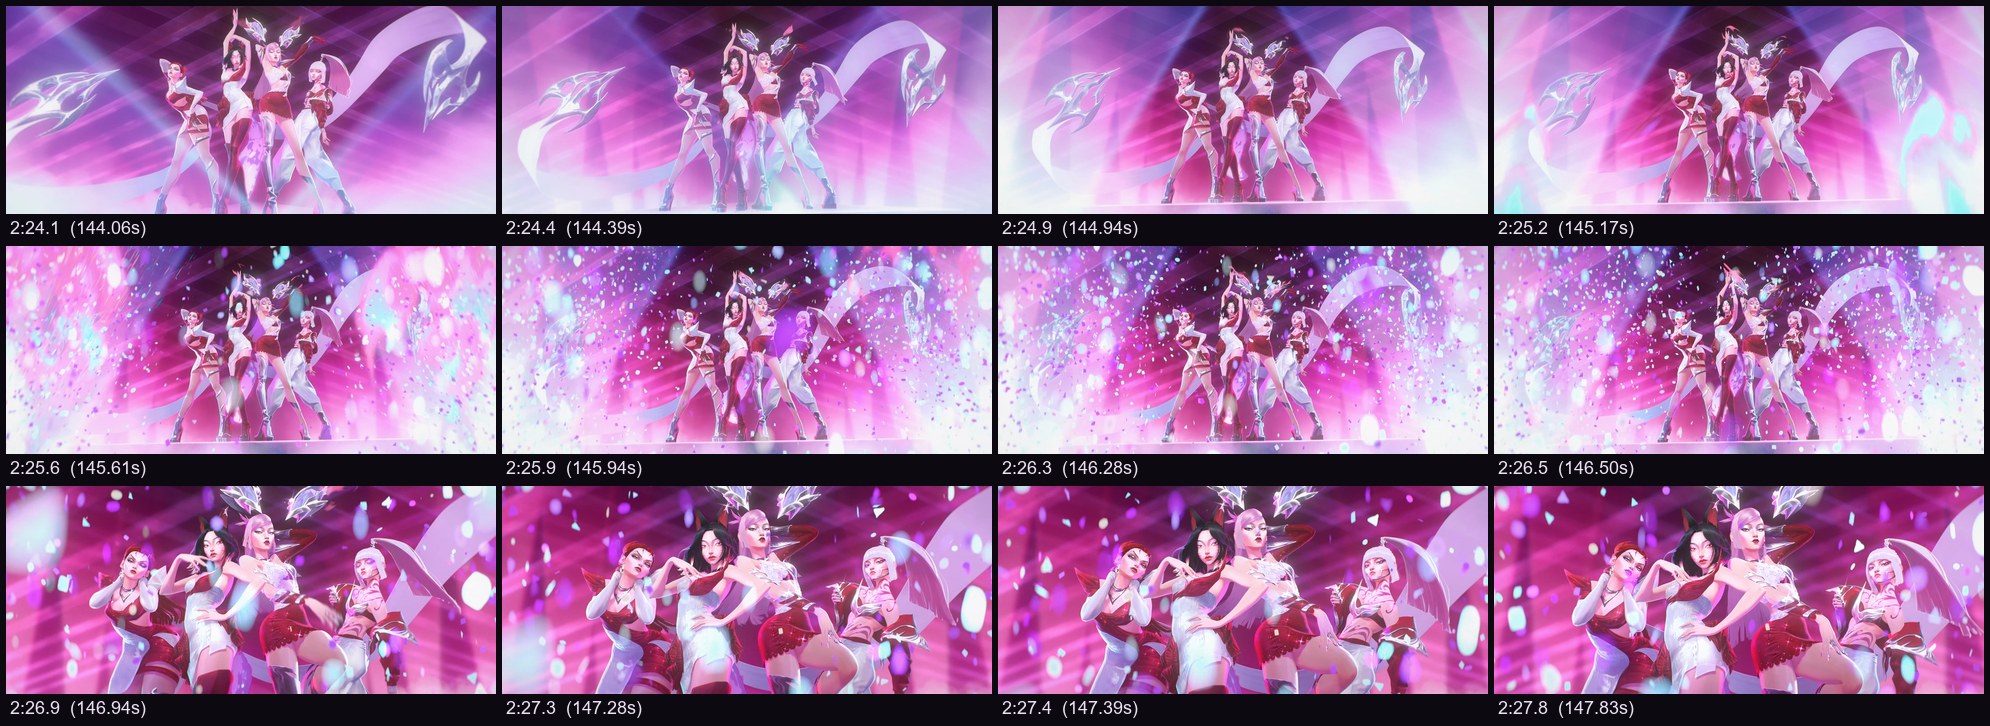 2:24.1 (144.06s)
2:24.4 (144.39s)
2:24.9 (144.94s)
2:25.2 (145.17s)
2:25.6 (145.61s)
2:25.9 (145.94s)
2:26.3 (146.28s)
2:26.5 (146.50s)
2:26.9 (146.94s)
2:27.3 (147.28s)
2:27.4 (147.39s)
2:27.8 (147.83s)